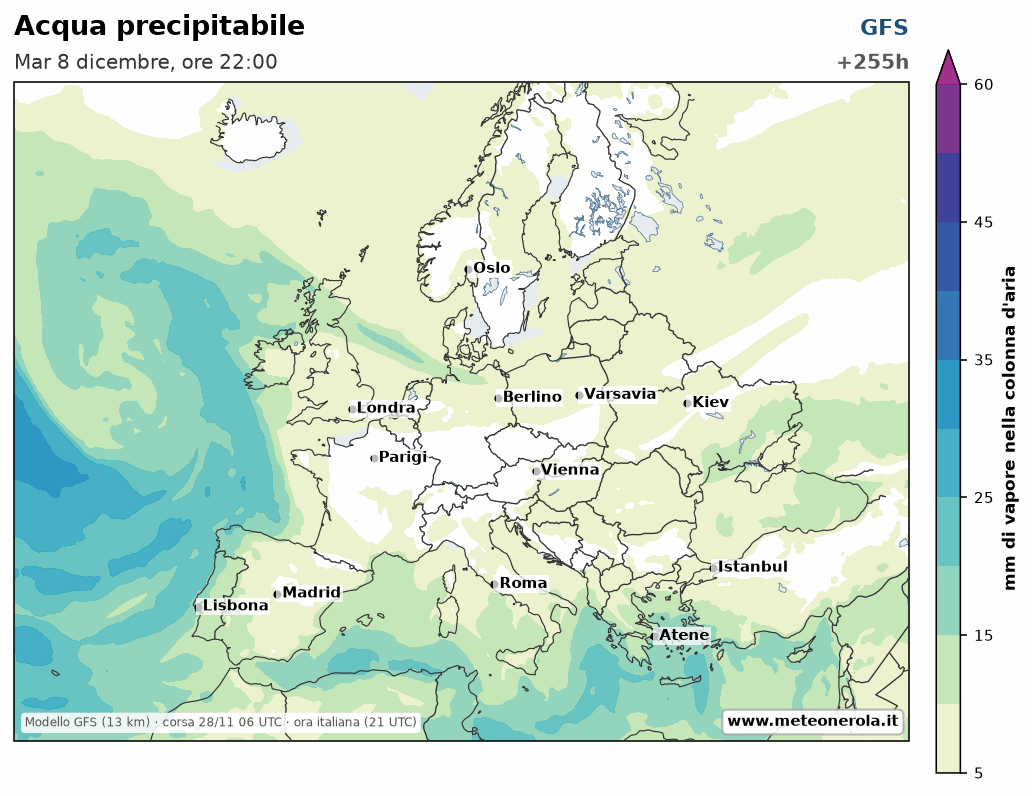 Acqua precipitabile
GFS
Mar 8 dicembre, ore 22:00
+255h
60
45
35
25
15
5
mm di vapore nella colonna d'aria
Oslo
Berlino
Varsavia
Kiev
Londra
Parigi
Vienna
Istanbul
Roma
Madrid
Lisbona
Atene
Modello GFS (13 km) · corsa 28/11 06 UTC · ora italiana (21 UTC)
www.meteonerola.it